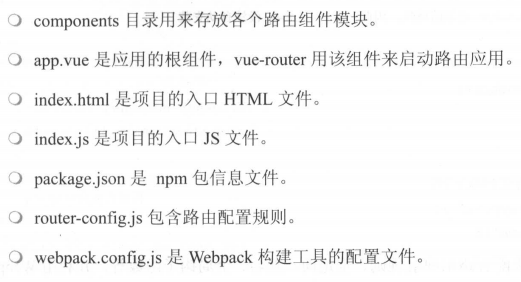 components 目录用来存放各个路由组件模块。
app.vue 是应用的根组件，vue-router 用该组件来启动路由应用。
index.html 是项目的入口 HTML 文件。
index.js 是项目的入口 JS 文件。
package.json 是 npm 包信息文件。
router-config.js 包含路由配置规则。
webpack.config.js 是 Webpack 构建工具的配置文件。